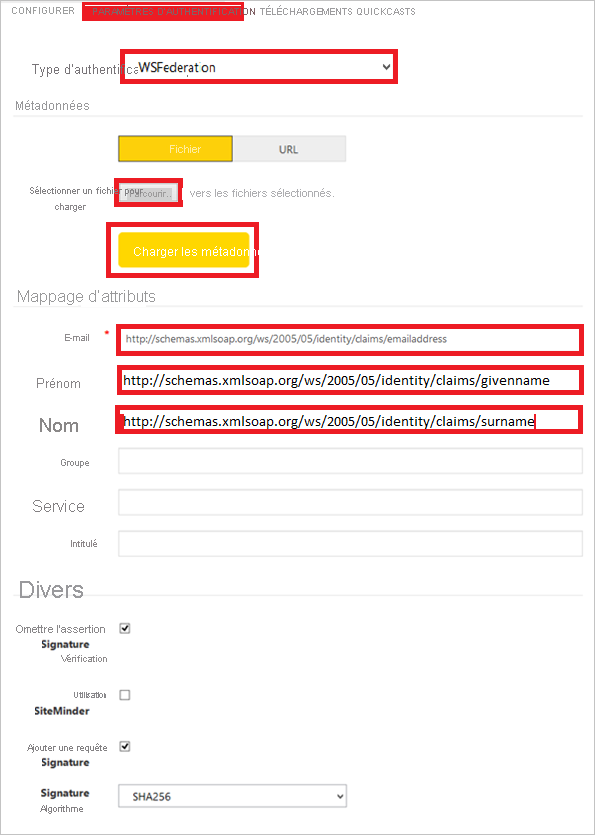 CONFIGURER PARAMÈTRES D'AUTHENTIFICATION TÉLÉCHARGEMENTS QUICKCASTS
Type d'authentifica WSFederation
Métadonnées
Fichier URL
Sélectionner un fichier pour Parcourir... vers les fichiers sélectionnés.
charger
Charger les métadonne
Mappage d'attributs
E-mail * http://schemas.xmlsoap.org/ws/2005/05/identity/claims/emailaddress
Prénom http://schemas.xmlsoap.org/ws/2005/05/identity/claims/givenname
Nom http://schemas.xmlsoap.org/ws/2005/05/identity/claims/surname
Groupe
Service
Intitulé
Divers
Omettre l'assertion
Signature
Vérification
Utilisation
SiteMinder
Ajouter une requête
Signature
Signature SHA256
Algorithme